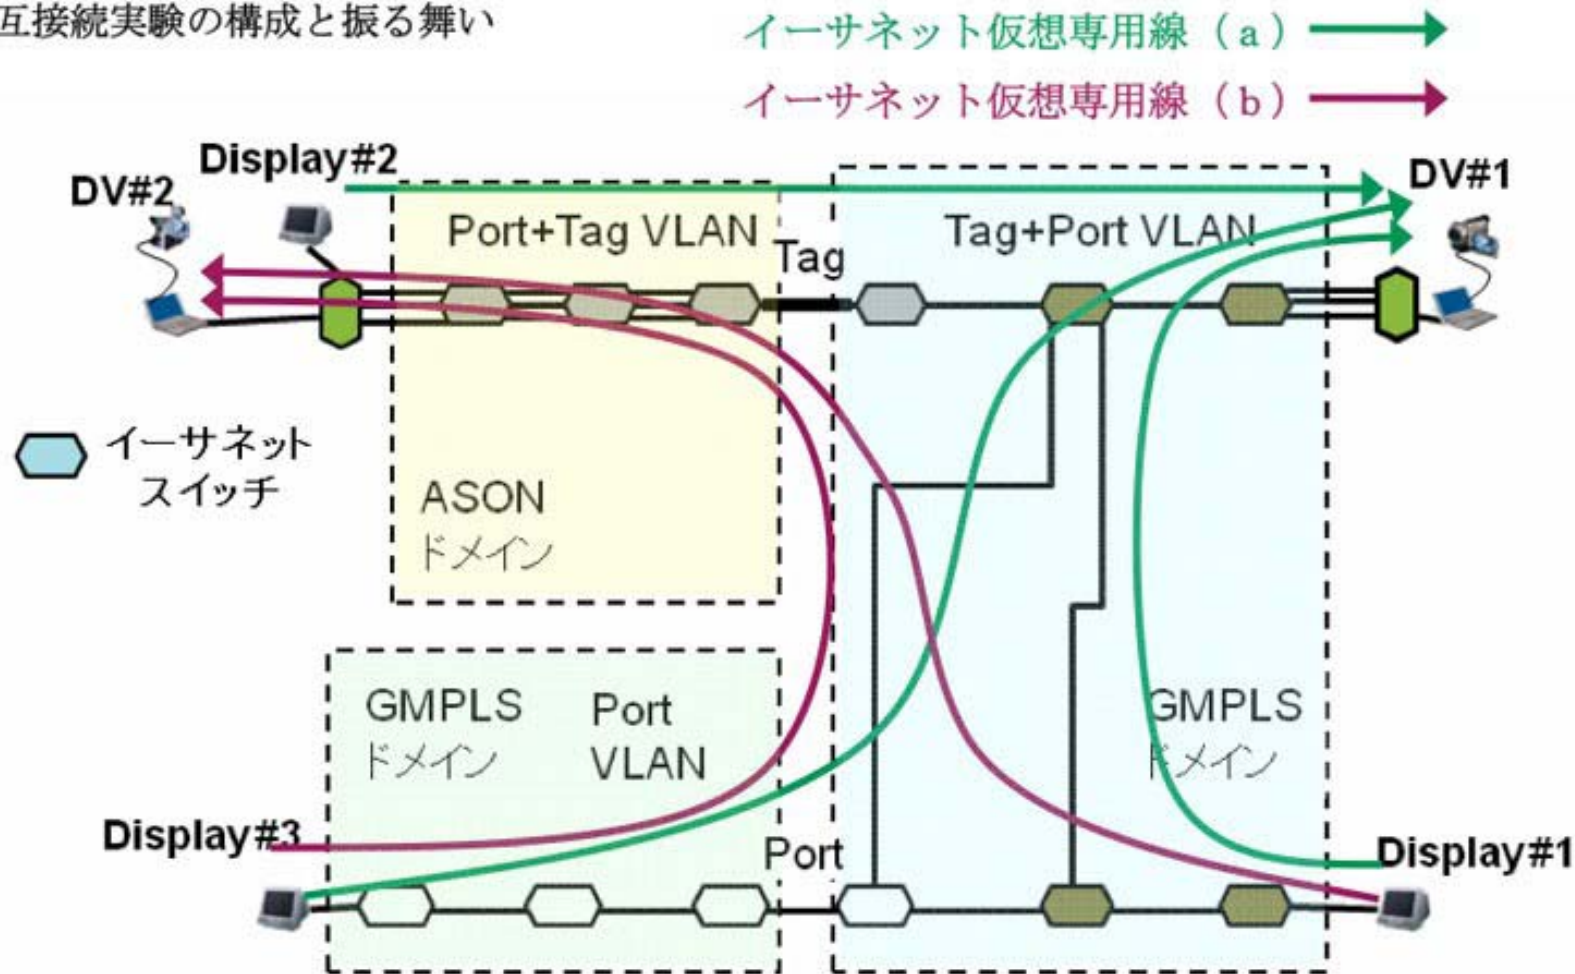 互接続実験の構成と振る舞い
イーサネット仮想専用線（a）
イーサネット仮想専用線（b）
Display#2
DV#2
DV#1
Port+Tag VLAN
Tag
Tag+Port VLAN
イーサネット
スイッチ
ASON
ドメイン
GMPLS
ドメイン
Port
VLAN
GMPLS
ドメイン
Display#3
Port
Display#1